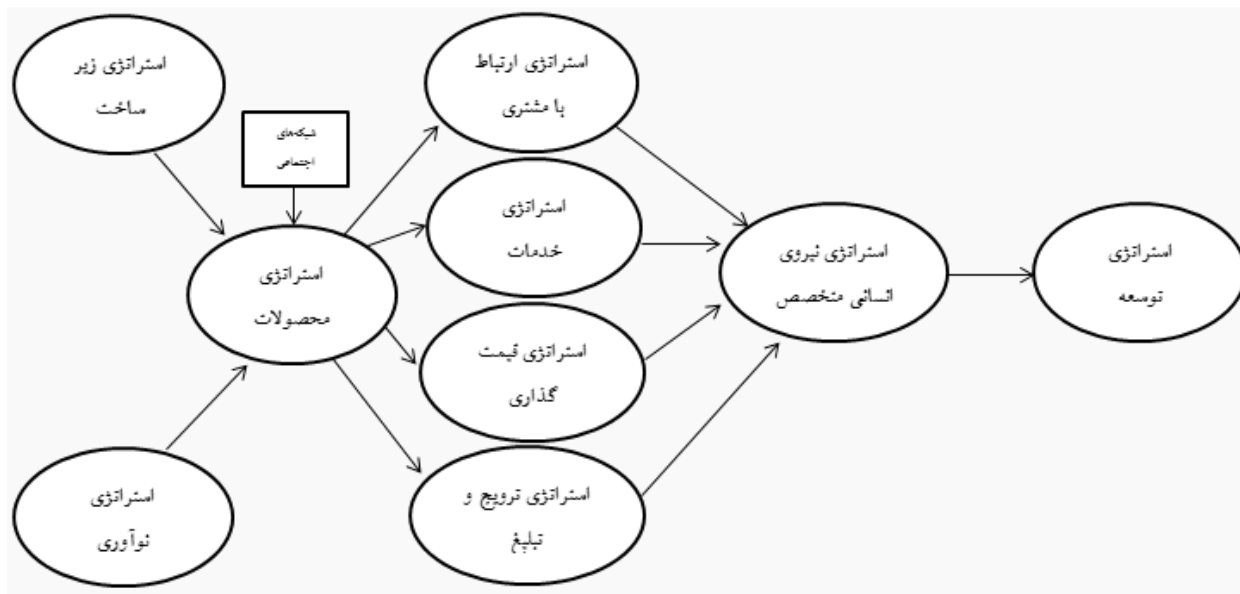 استراتژی زیر
ساخت
شبکه‌های
اجتماعی
استراتژی
نوآوری
استراتژی
محصولات
استراتژی ارتباط
با مشتری
استراتژی
خدمات
استراتژی قیمت
گذاری
استراتژی ترویج و
تبلیغ
استراتژی نیروی
انسانی متخصص
استراتژی
توسعه